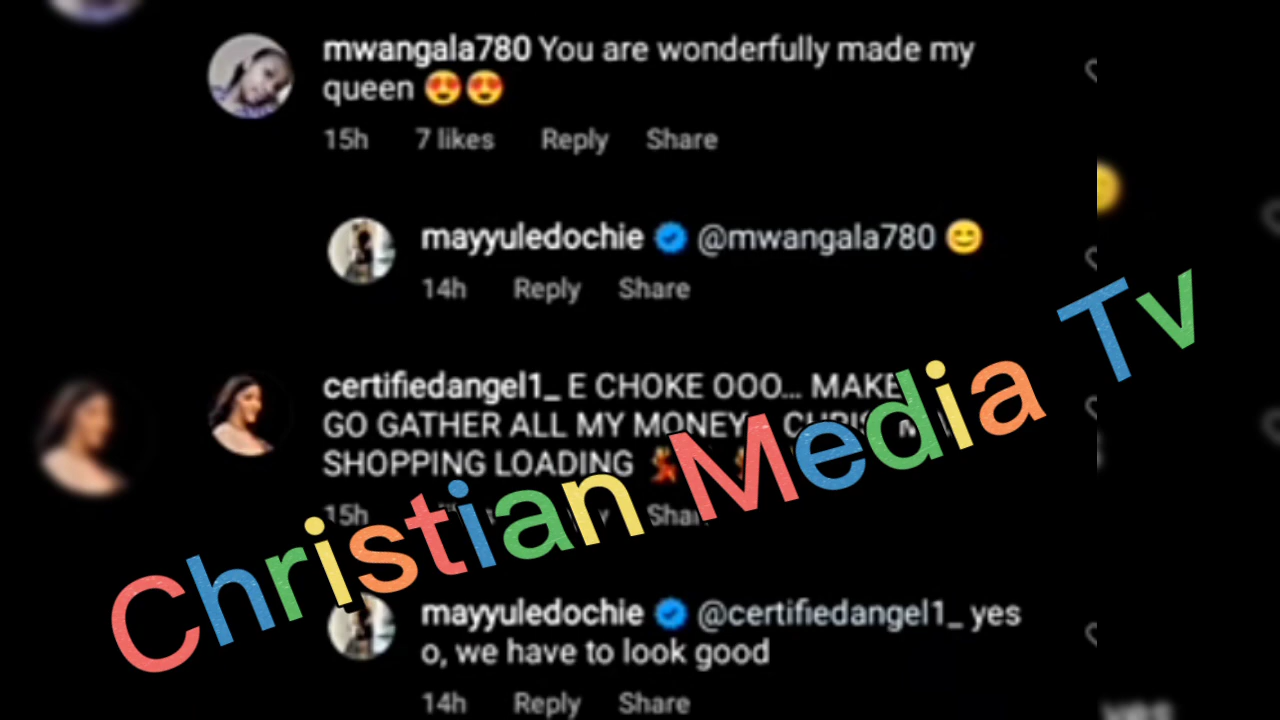 mwangala780 You are wonderfully made my
queen 😍😍
15h 7 likes Reply Share
mayyuledochie @mwangala780 😊
14h Reply Share
certifiedangel1_ E CHOKE OOO... MAKE
GO GATHER ALL MY MONEY
SHOPPING LOADING
15h
Christian Media Tv
mayyuledochie @certifiedangel1_ yes
o, we have to look good
14h Reply Share
yes